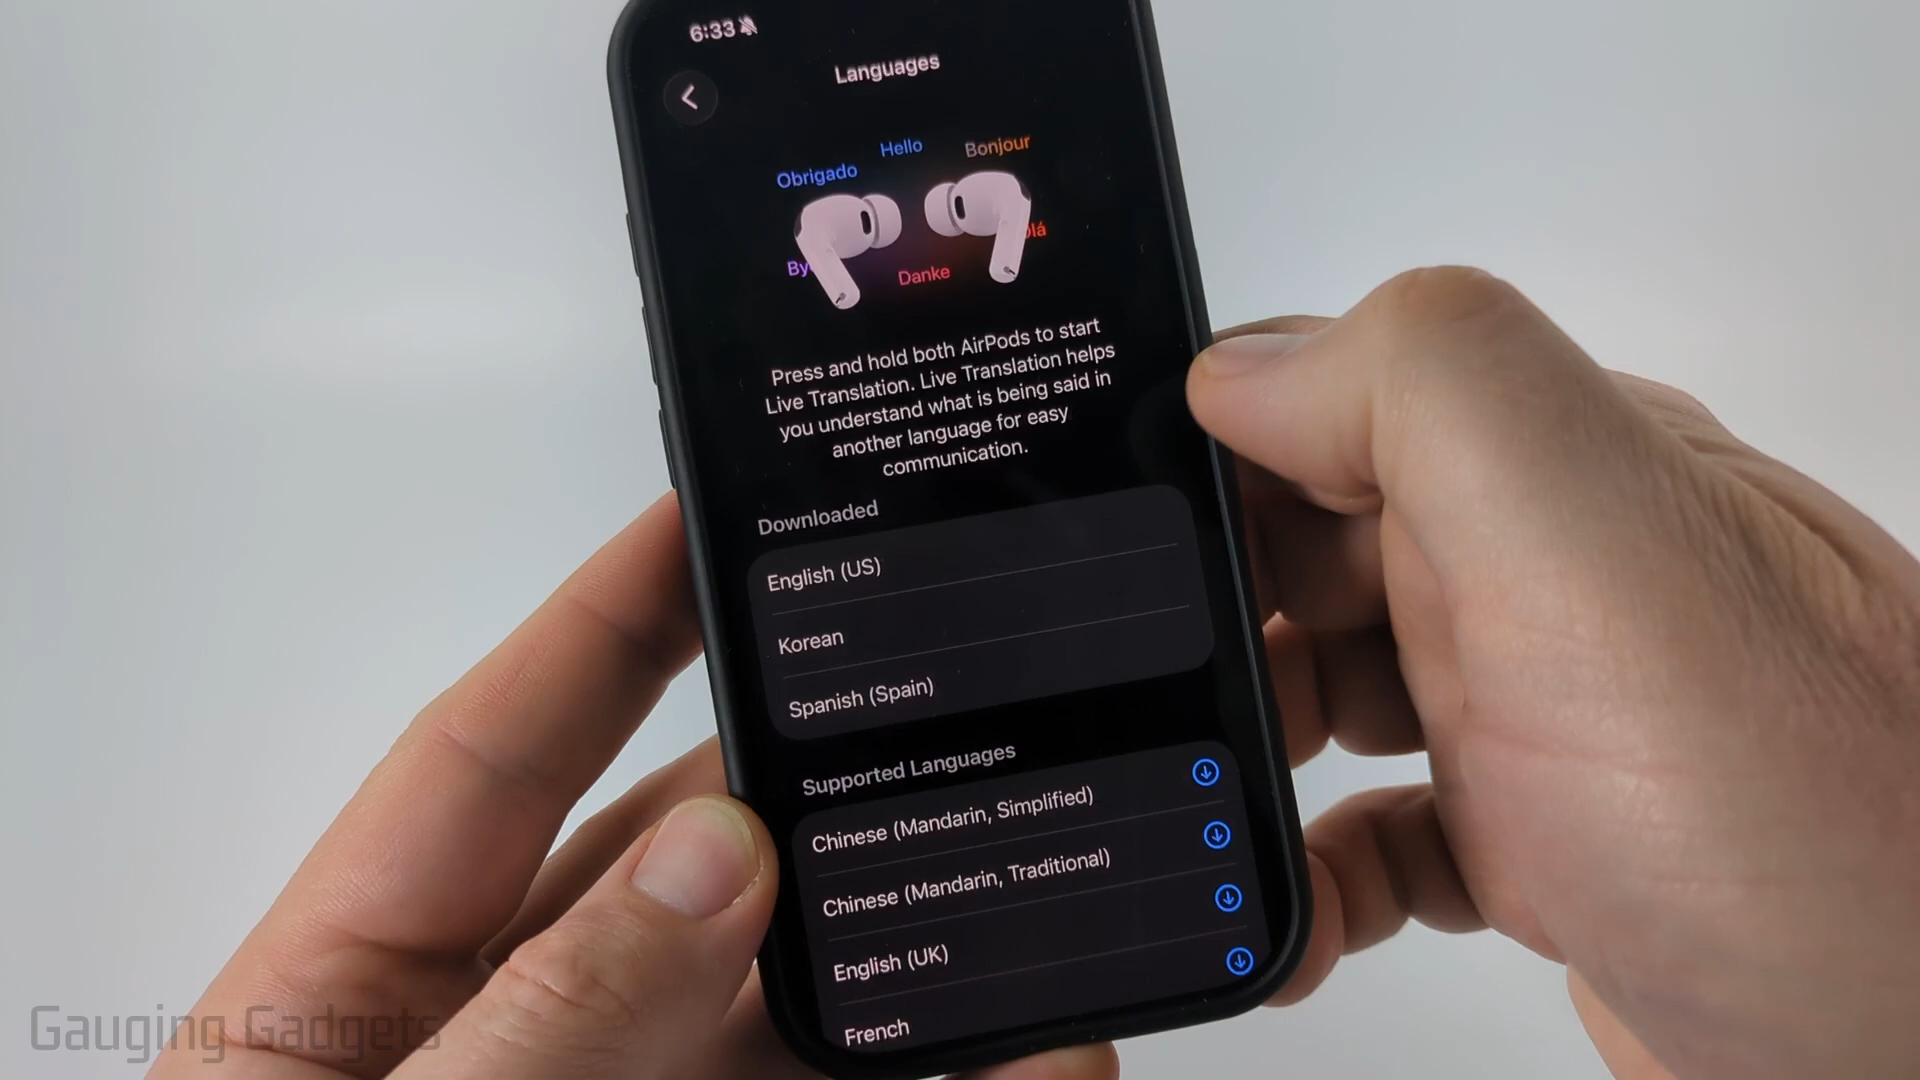 6:33
Languages
Hello
Bonjour
Obrigado
Danke
Press and hold both AirPods to start
Live Translation. Live Translation helps
you understand what is being said in
another language for easy
communication.
Downloaded
English (US)
Korean
Spanish (Spain)
Supported Languages
Chinese (Mandarin, Simplified)
Chinese (Mandarin, Traditional)
English (UK)
French
Gauging Gadgets